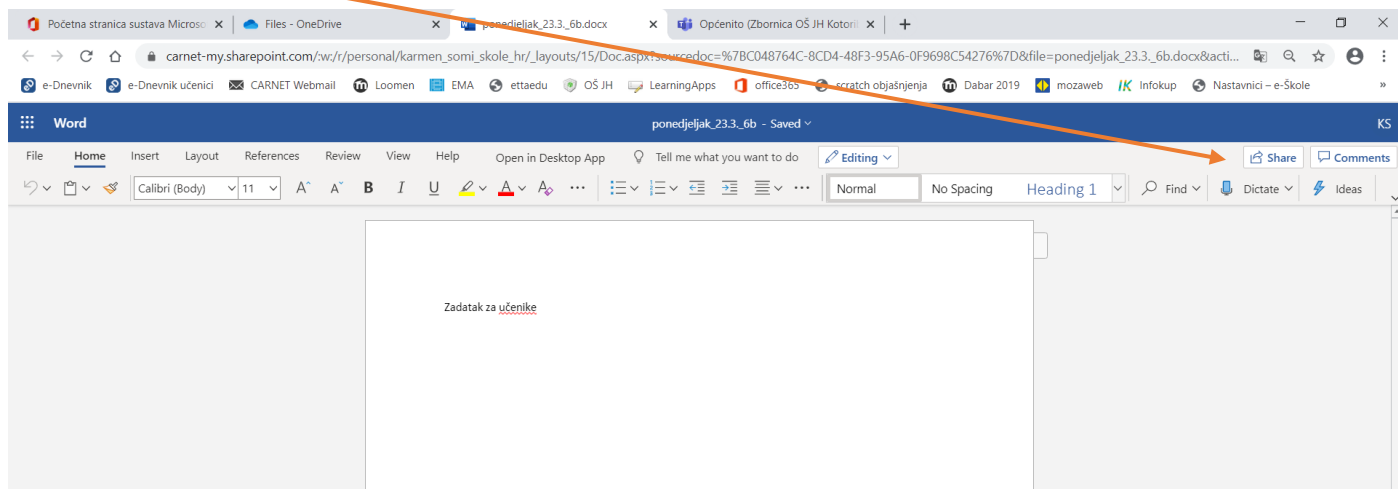 Početna stranica sustava Microso Files - OneDrive ponedjeljak_23.3._6b.docx Općenito (Zbornica OŠ JH Kotorib
carnet-my.sharepoint.com/:w:/r/personal/karmen_somi_skole_hr/_layouts/15/Doc.aspx?sourcedoc=%7BC048764C-8CD4-48F3-95A6-0F9698C54276%7D&file=ponedjeljak_23.3._6b.docx&acti...
e-Dnevnik e-Dnevnik učenici CARNET Webmail Loomen EMA ettaedu OŠ JH LearningApps office365 scratch objašnjenja Dabar 2019 mozaweb IK Infokup Nastavnici – e-Škole »
Word ponedjeljak_23.3._6b - Saved KS
File Home Insert Layout References Review View Help Open in Desktop App Tell me what you want to do Editing Share Comments
Calibri (Body) 11 A A B I U A A ... ... Normal No Spacing Heading 1 Find Dictate Ideas
Zadatak za učenike